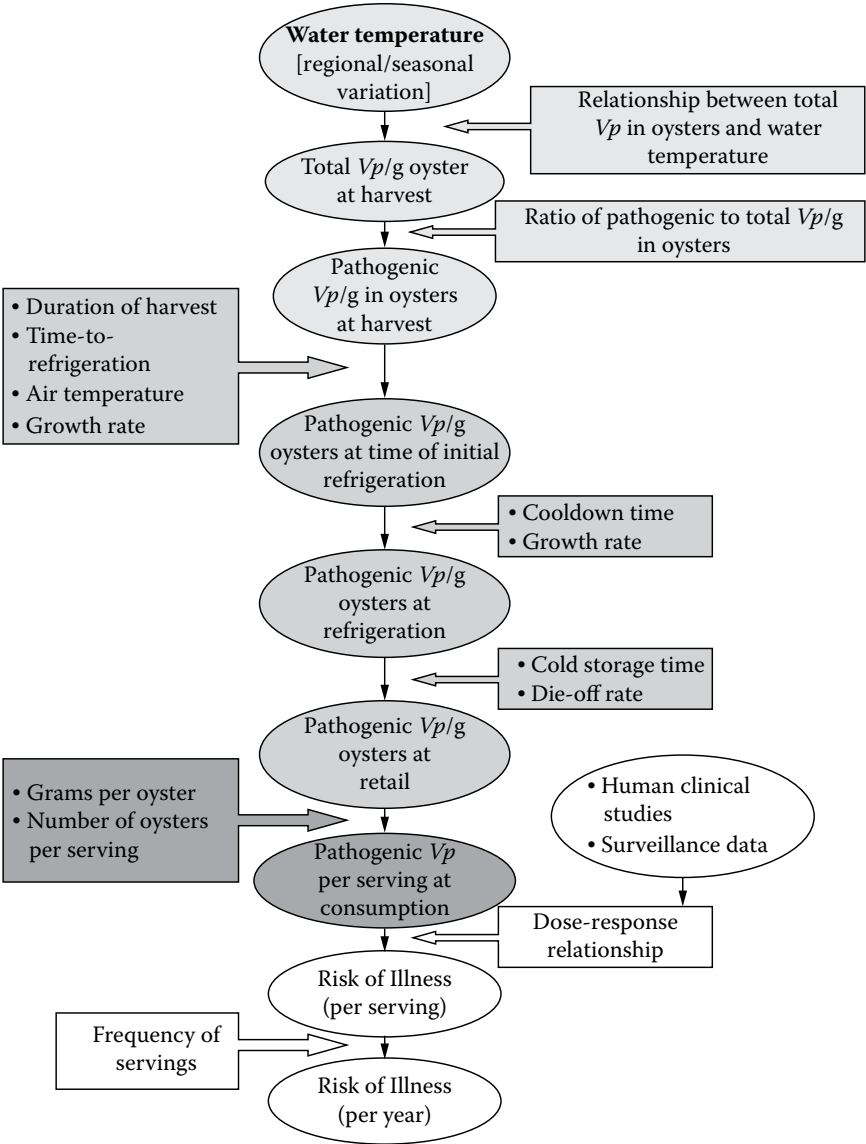 Water temperature
[regional/seasonal
variation]
Relationship between total
Vp in oysters and water
temperature
Total Vp/g oyster
at harvest
Ratio of pathogenic to total Vp/g
in oysters
Pathogenic
Vp/g in oysters
at harvest
• Duration of harvest
• Time-to-
refrigeration
• Air temperature
• Growth rate
Pathogenic Vp/g
oysters at time of initial
refrigeration
• Cooldown time
• Growth rate
Pathogenic Vp/g
oysters at
refrigeration
• Cold storage time
• Die-off rate
Pathogenic Vp/g
oysters at
retail
• Grams per oyster
• Number of oysters
per serving
• Human clinical
studies
• Surveillance data
Pathogenic Vp
per serving at
consumption
Dose-response
relationship
Risk of Illness
(per serving)
Frequency of
servings
Risk of Illness
(per year)